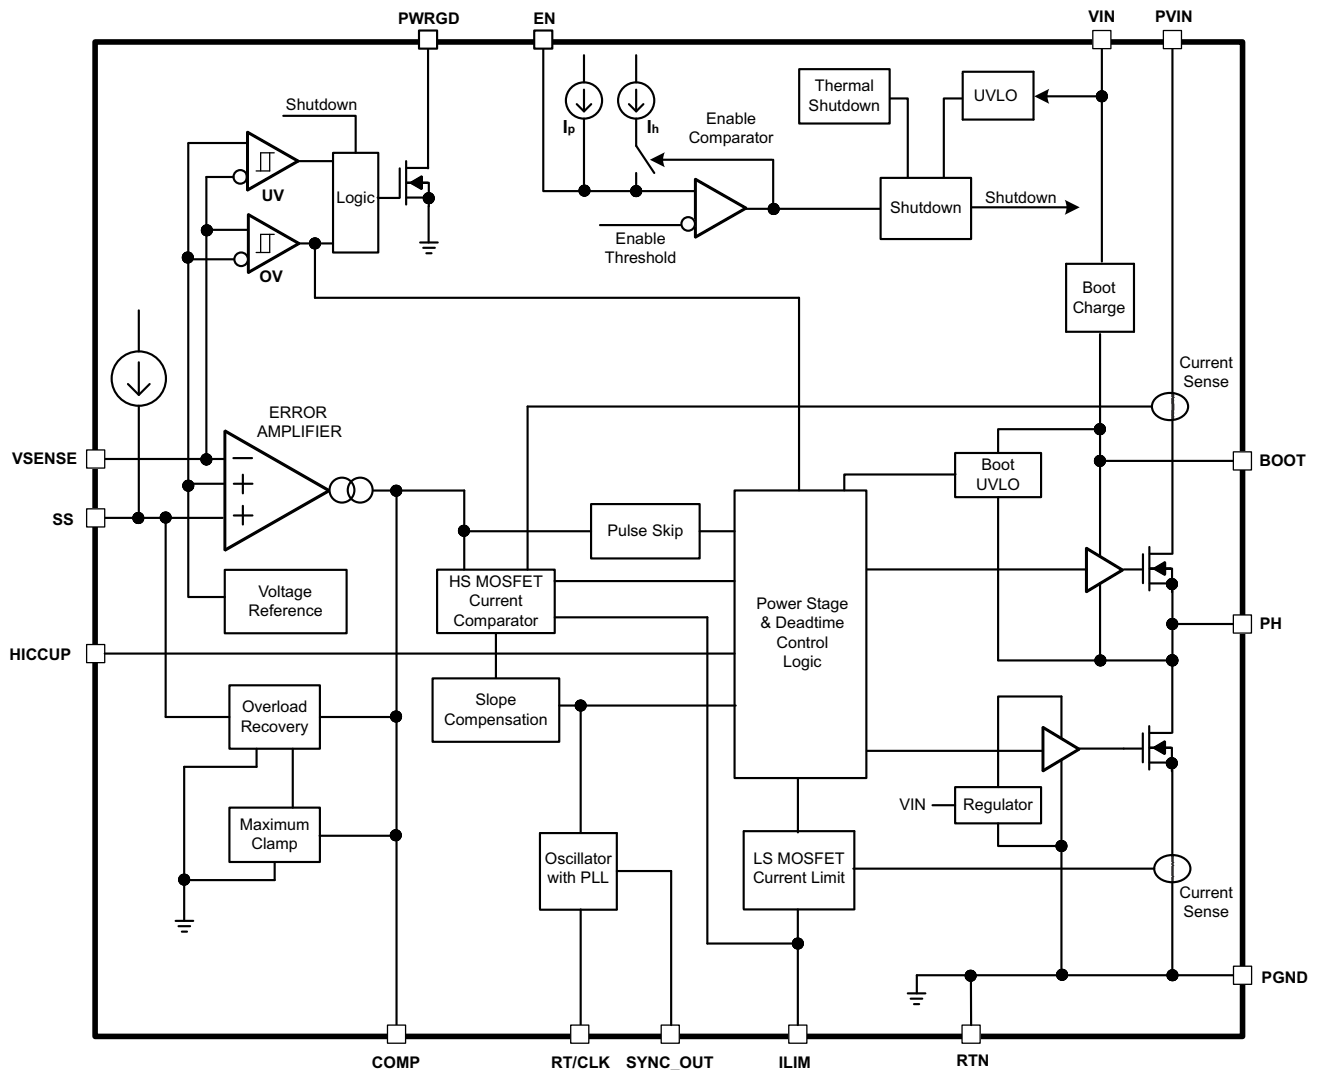 PWRGD
EN
VIN
PVIN
Shutdown
Thermal
Shutdown
UVLO
Ip
Ih
Enable
Comparator
UV
Logic
Shutdown
Shutdown
Enable
Threshold
OV
Boot
Charge
Current
Sense
ERROR
AMPLIFIER
VSENSE
−
+
+
SS
BOOT
Boot
UVLO
Pulse Skip
HS MOSFET
Current
Comparator
Voltage
Reference
Power Stage
& Deadtime
Control
Logic
PH
HICCUP
Overload
Recovery
Slope
Compensation
VIN
Regulator
Maximum
Clamp
Oscillator
with PLL
LS MOSFET
Current Limit
Current
Sense
PGND
COMP
RT/CLK
SYNC_OUT
ILIM
RTN